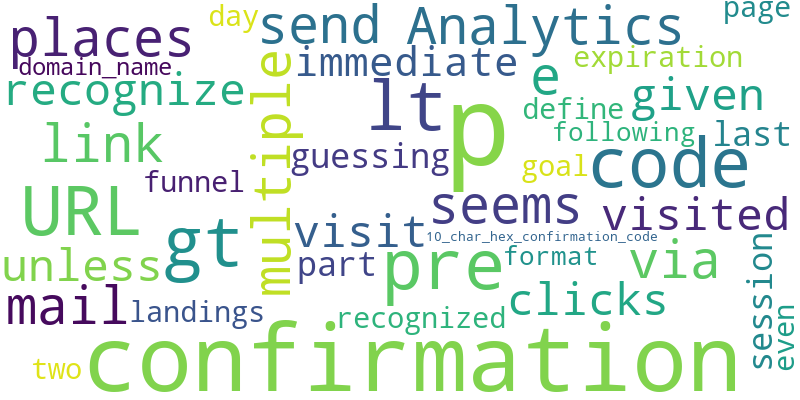 places day send Analytics page
domain_name immediate e expiration
recognize multiple lt p define given
link guessing following last
funnel goal code
URL gt seems visited
visit 10_char_hex_confirmation_code
unless part pre format via session
mail landings recognized clicks even
two confirmation